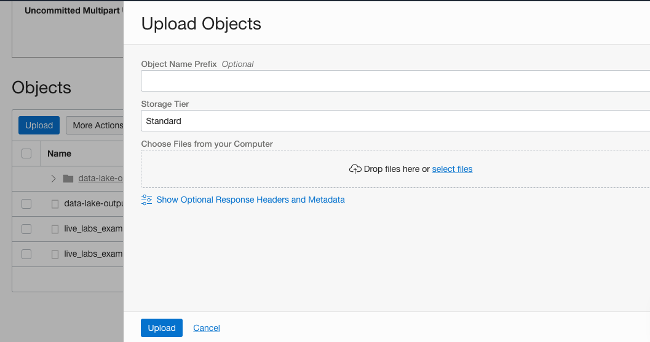 Uncommitted Multipart
Upload Objects
Object Name Prefix Optional
Storage Tier
Standard
Choose Files from your Computer
Drop files here or select files
Show Optional Response Headers and Metadata
Upload Cancel
Objects
Upload More Actions
Name
data-lake-o
data-lake-outpu
live_labs_exam
live_labs_exam